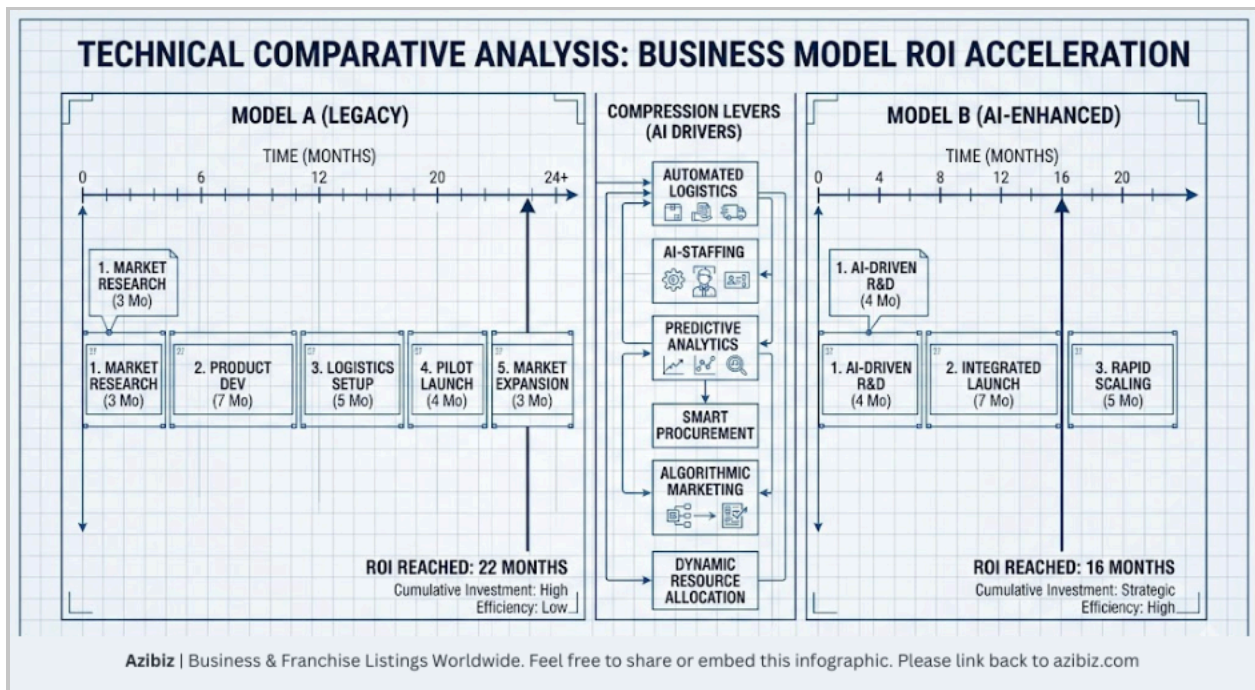 TECHNICAL COMPARATIVE ANALYSIS: BUSINESS MODEL ROI ACCELERATION
MODEL A (LEGACY)
TIME (MONTHS)
0 6 12 20 24+
1. MARKET
RESEARCH
(3 Mo)
1. MARKET
RESEARCH
(3 Mo)
2. PRODUCT
DEV
(7 Mo)
3. LOGISTICS
SETUP
(5 Mo)
4. PILOT
LAUNCH
(4 Mo)
5. MARKET
EXPANSION
(3 Mo)
ROI REACHED: 22 MONTHS
Cumulative Investment: High
Efficiency: Low
COMPRESSION LEVERS
(AI DRIVERS)
AUTOMATED
LOGISTICS
AI-STAFFING
PREDICTIVE
ANALYTICS
SMART
PROCUREMENT
ALGORITHMIC
MARKETING
DYNAMIC
RESOURCE
ALLOCATION
MODEL B (AI-ENHANCED)
TIME (MONTHS)
0 4 8 12 16 20
1. AI-DRIVEN
R&D
(4 Mo)
1. AI-DRIVEN
R&D
(4 Mo)
2. INTEGRATED
LAUNCH
(7 Mo)
3. RAPID
SCALING
(5 Mo)
ROI REACHED: 16 MONTHS
Cumulative Investment: Strategic
Efficiency: High
Azibiz | Business & Franchise Listings Worldwide. Feel free to share or embed this infographic. Please link back to azibiz.com